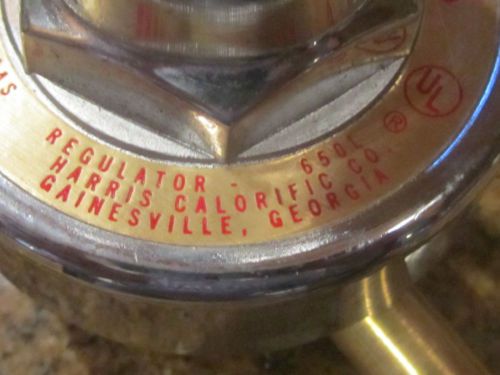 REGULATOR - 650L ®
HARRIS CALORIFIC CO.
GAINESVILLE, GEORGIA
UL